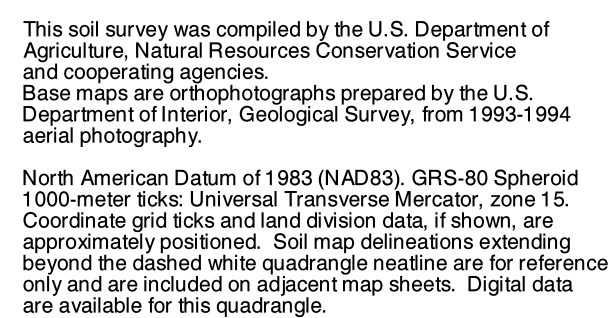 This soil survey was compiled by the U.S. Department of
Agriculture, Natural Resources Conservation Service
and cooperating agencies.
Base maps are orthophotographs prepared by the U.S.
Department of Interior, Geological Survey, from 1993-1994
aerial photography.

North American Datum of 1983 (NAD83). GRS-80 Spheroid
1000-meter ticks: Universal Transverse Mercator, zone 15.
Coordinate grid ticks and land division data, if shown, are
approximately positioned.  Soil map delineations extending
beyond the dashed white quadrangle neatline are for reference
only and are included on adjacent map sheets.  Digital data
are available for this quadrangle.